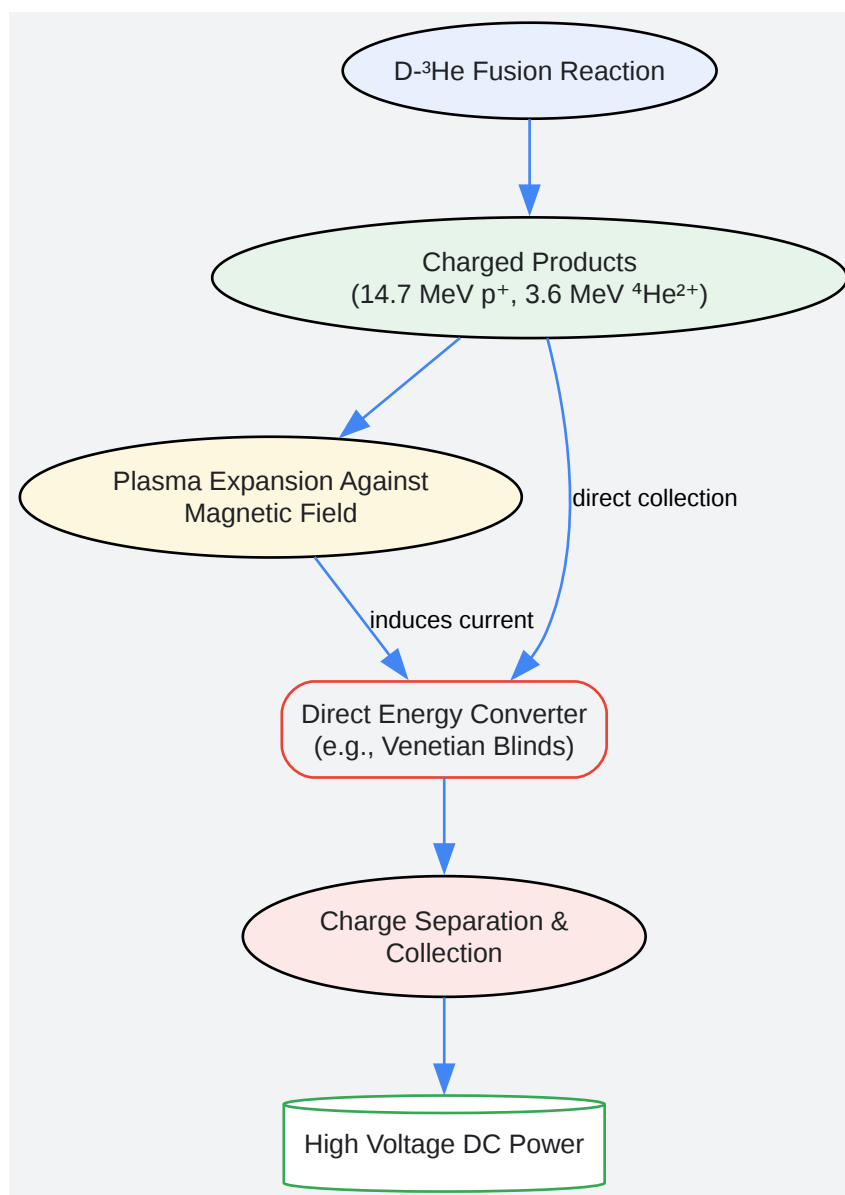 D-³He Fusion Reaction
Charged Products
(14.7 MeV p⁺, 3.6 MeV ⁴He²⁺)
Plasma Expansion Against
Magnetic Field
direct collection
induces current
Direct Energy Converter
(e.g., Venetian Blinds)
Charge Separation &
Collection
High Voltage DC Power